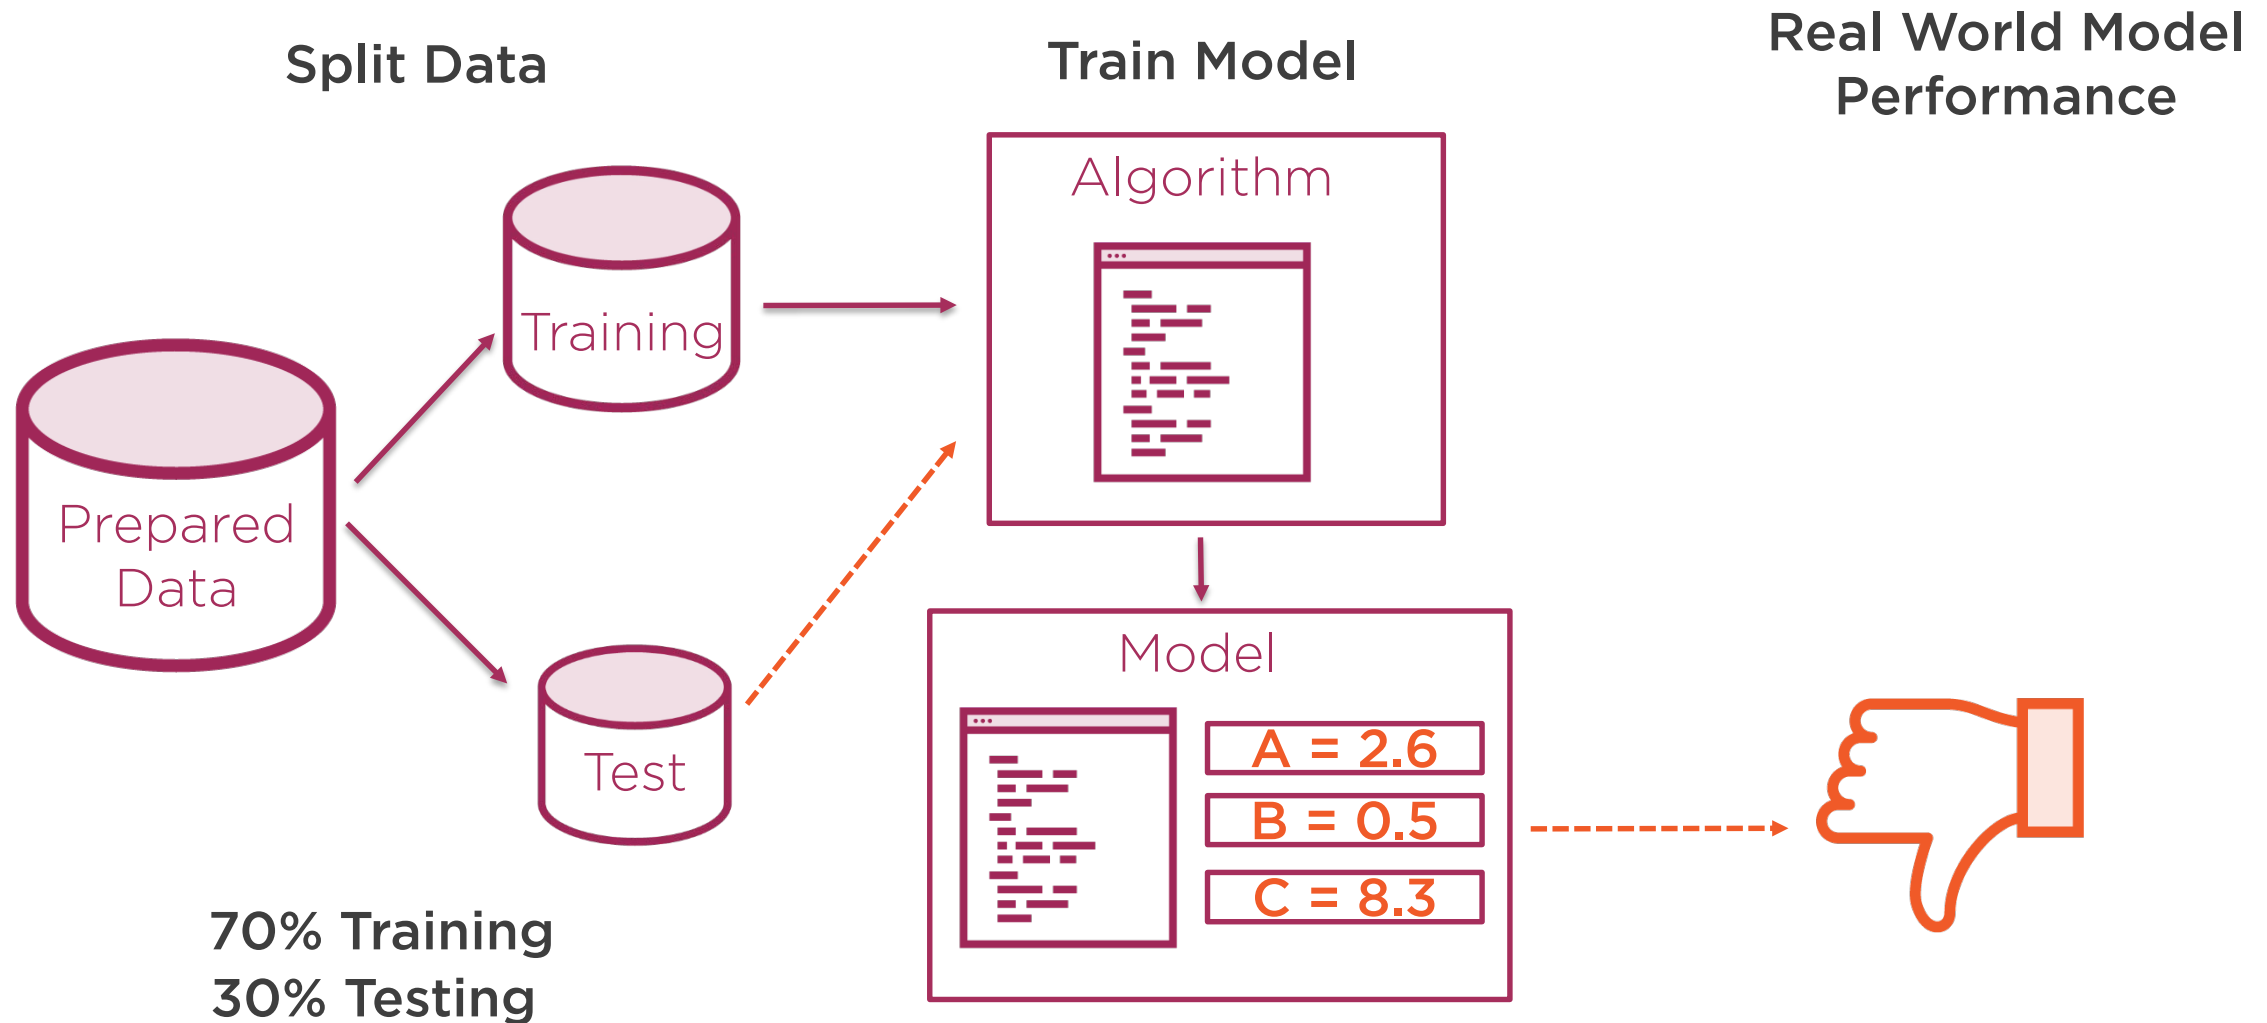 Split Data
Train Model
Real World Model
Performance
Algorithm
Training
Prepared
Data
Model
Test
A = 2.6
B = 0.5
C = 8.3
70% Training
30% Testing